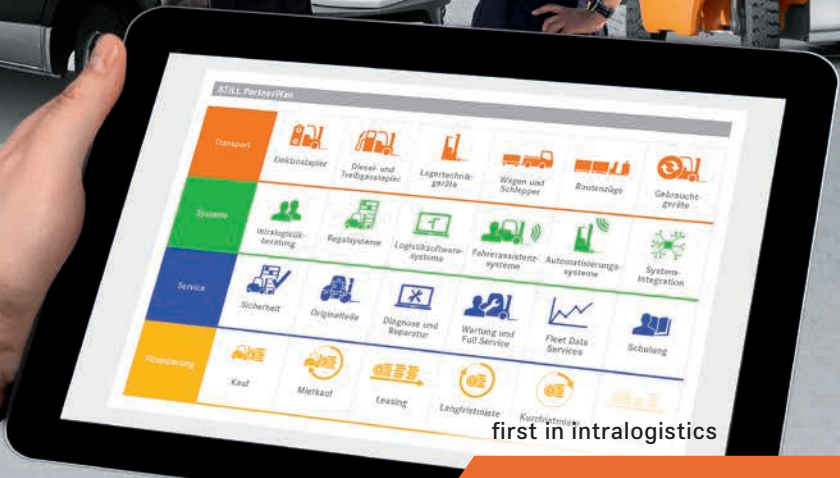 STILL PartnerPlan
Transport
Elektrostapler
Diesel- und
Treibgasstapler
Lagertechnik-
geräte
Wagen und
Schlepper
Routenzüge
Gebraucht-
geräte
Systeme
Intralogistik-
beratung
Regalsysteme
Logistiksoftware-
systeme
Fahrerassistenz-
systeme
Automatisierungs-
systeme
System-
Integration
Service
Sicherheit
Originalteile
Diagnose und
Reparatur
Wartung und
Full Service
Fleet Data
Services
Schulung
Finanzierung
Kauf
Mietkauf
Leasing
Langfristmiete
Kurzfristmiete
first in intralogistics